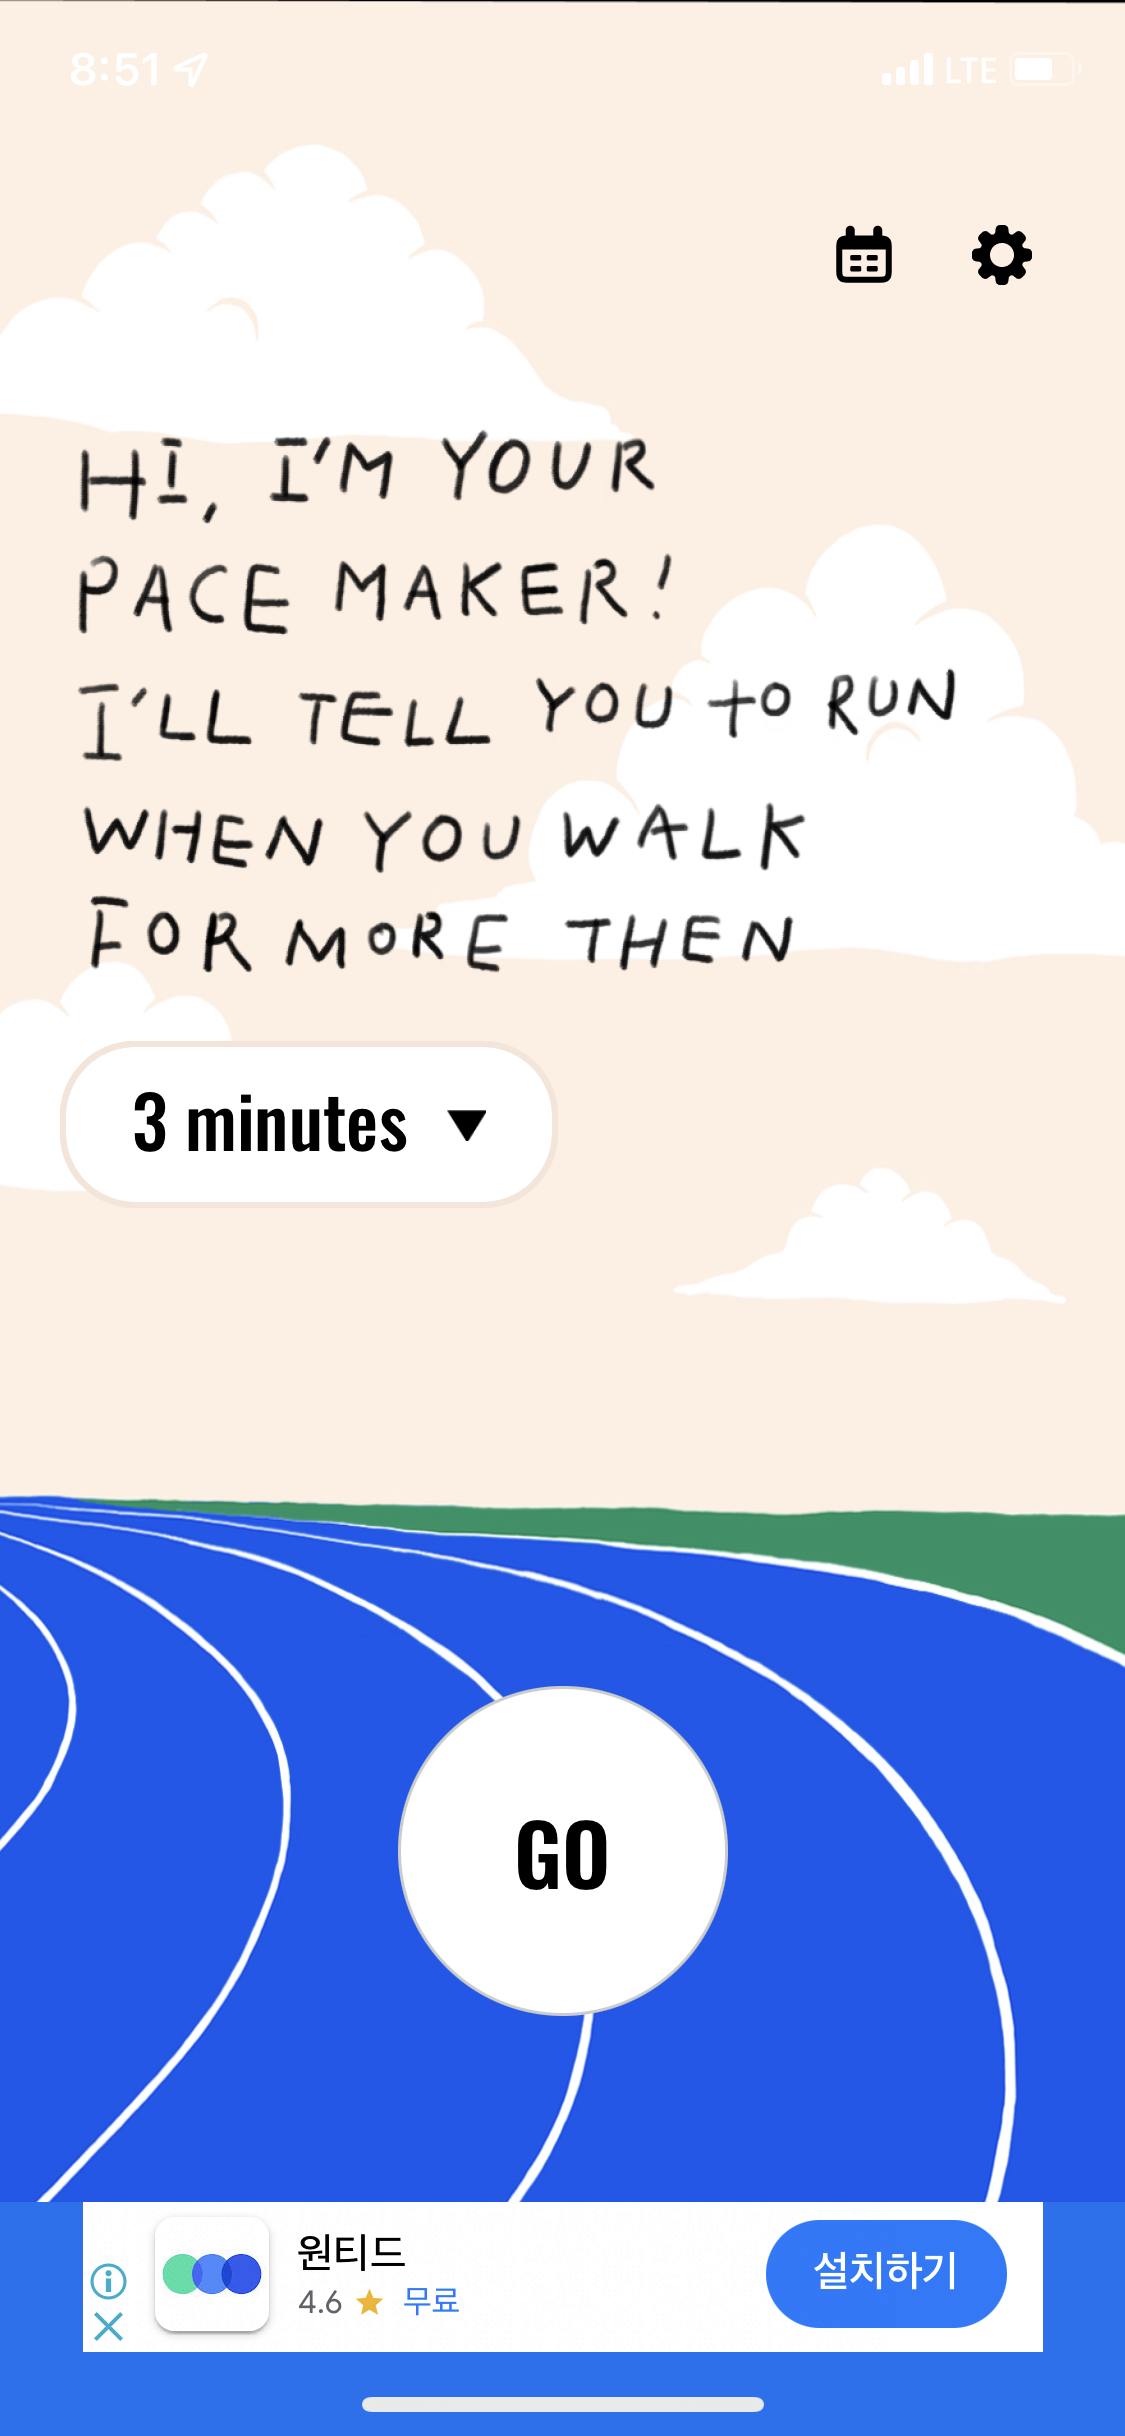 8:51
LTE
HI, I'M YOUR
PACE MAKER!
I'LL TELL YOU to RUN
WHEN YOU WALK
FOR MORE THEN
3 minutes ▼
GO
원티드
4.6 ★ 무료
설치하기